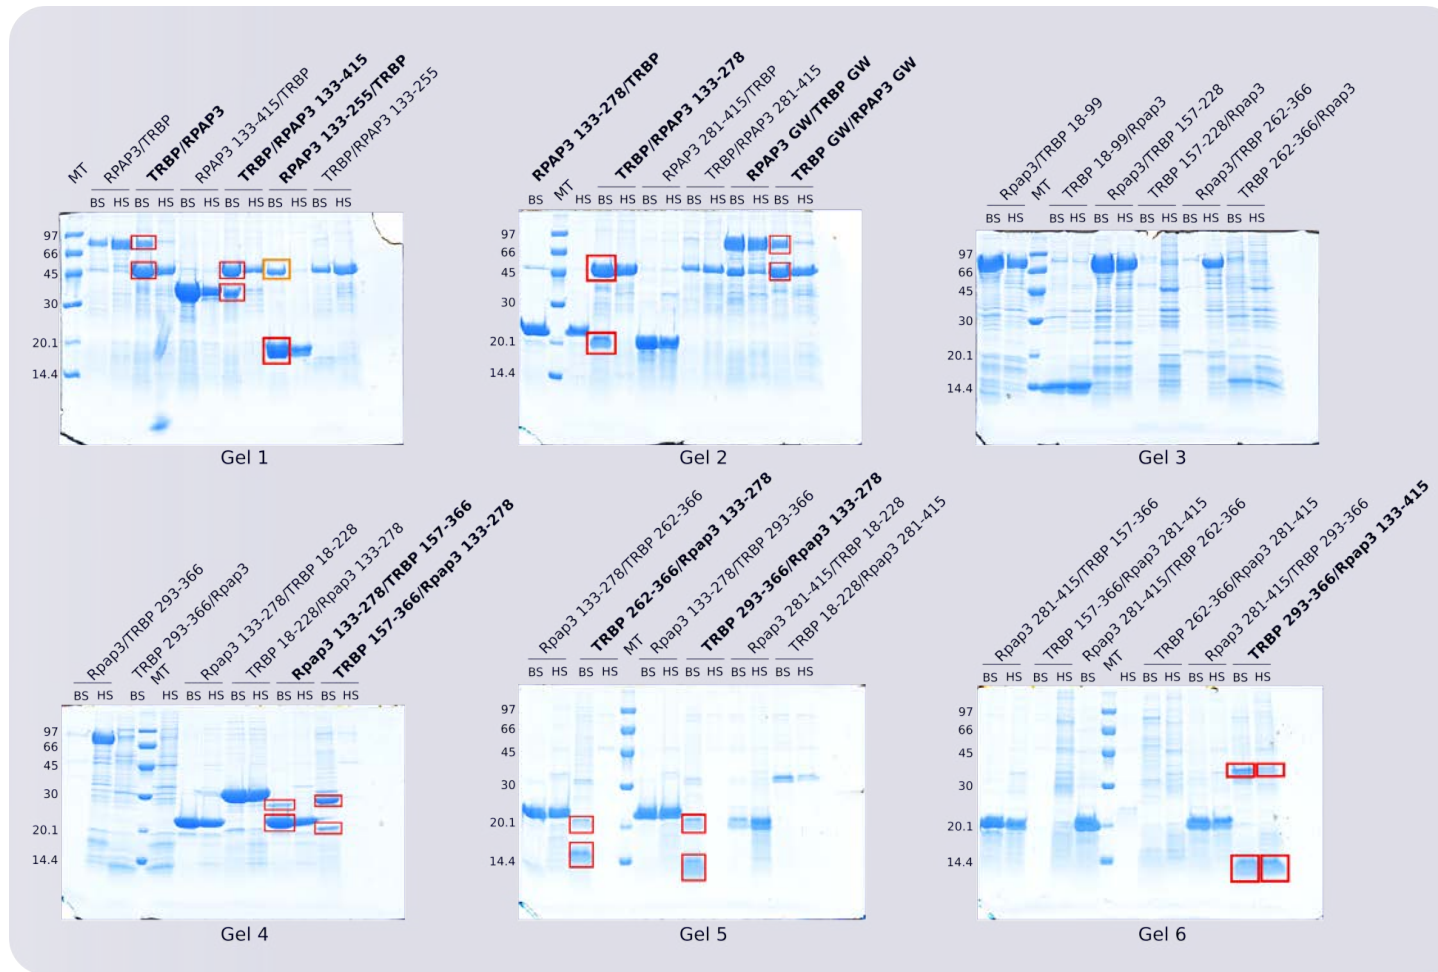 MT
RPAP3/TRBP
TRBP/RPAP3
RPAP3 133-415/TRBP
TRBP/RPAP3 133-415
RPAP3 133-255/TRBP
TRBP/RPAP3 133-255
BS HS BS HS BS HS BS HS BS HS BS HS
97
66
45
30
20.1
14.4
Gel 1
RPAP3 133-278/TRBP
MT
TRBP/RPAP3 133-278
RPAP3 281-415/TRBP
TRBP/RPAP3 281-415
RPAP3 GW/TRBP GW
TRBP GW/RPAP3 GW
BS HS BS HS BS HS BS HS BS HS BS HS
97
66
45
30
20.1
14.4
Gel 2
Rpap3/TRBP 18-99
MT
TRBP 18-99/Rpap3
Rpap3/TRBP 157-228
TRBP 157-228/Rpap3
Rpap3/TRBP 262-366
TRBP 262-366/Rpap3
BS HS BS HS BS HS BS HS BS HS BS HS
97
66
45
30
20.1
14.4
Gel 3
Rpap3/TRBP 293-366
TRBP 293-366/Rpap3
MT
Rpap3 133-278/TRBP 18-228
TRBP 18-228/Rpap3 133-278
Rpap3 133-278/TRBP 157-366
TRBP 157-366/Rpap3 133-278
BS HS BS HS BS HS BS HS BS HS BS HS
97
66
45
30
20.1
14.4
Gel 4
Rpap3 133-278/TRBP 262-366
TRBP 262-366/Rpap3 133-278
MT
Rpap3 133-278/TRBP 293-366
TRBP 293-366/Rpap3 133-278
Rpap3 281-415/TRBP 18-228
TRBP 18-228/Rpap3 281-415
BS HS BS HS BS HS BS HS BS HS BS HS
97
66
45
30
20.1
14.4
Gel 5
Rpap3 281-415/TRBP 157-366
TRBP 157-366/Rpap3 281-415
Rpap3 281-415/TRBP 262-366
MT
TRBP 262-366/Rpap3 281-415
Rpap3 281-415/TRBP 293-366
TRBP 293-366/Rpap3 133-415
BS HS BS HS BS HS BS HS BS HS BS HS
97
66
45
30
20.1
14.4
Gel 6